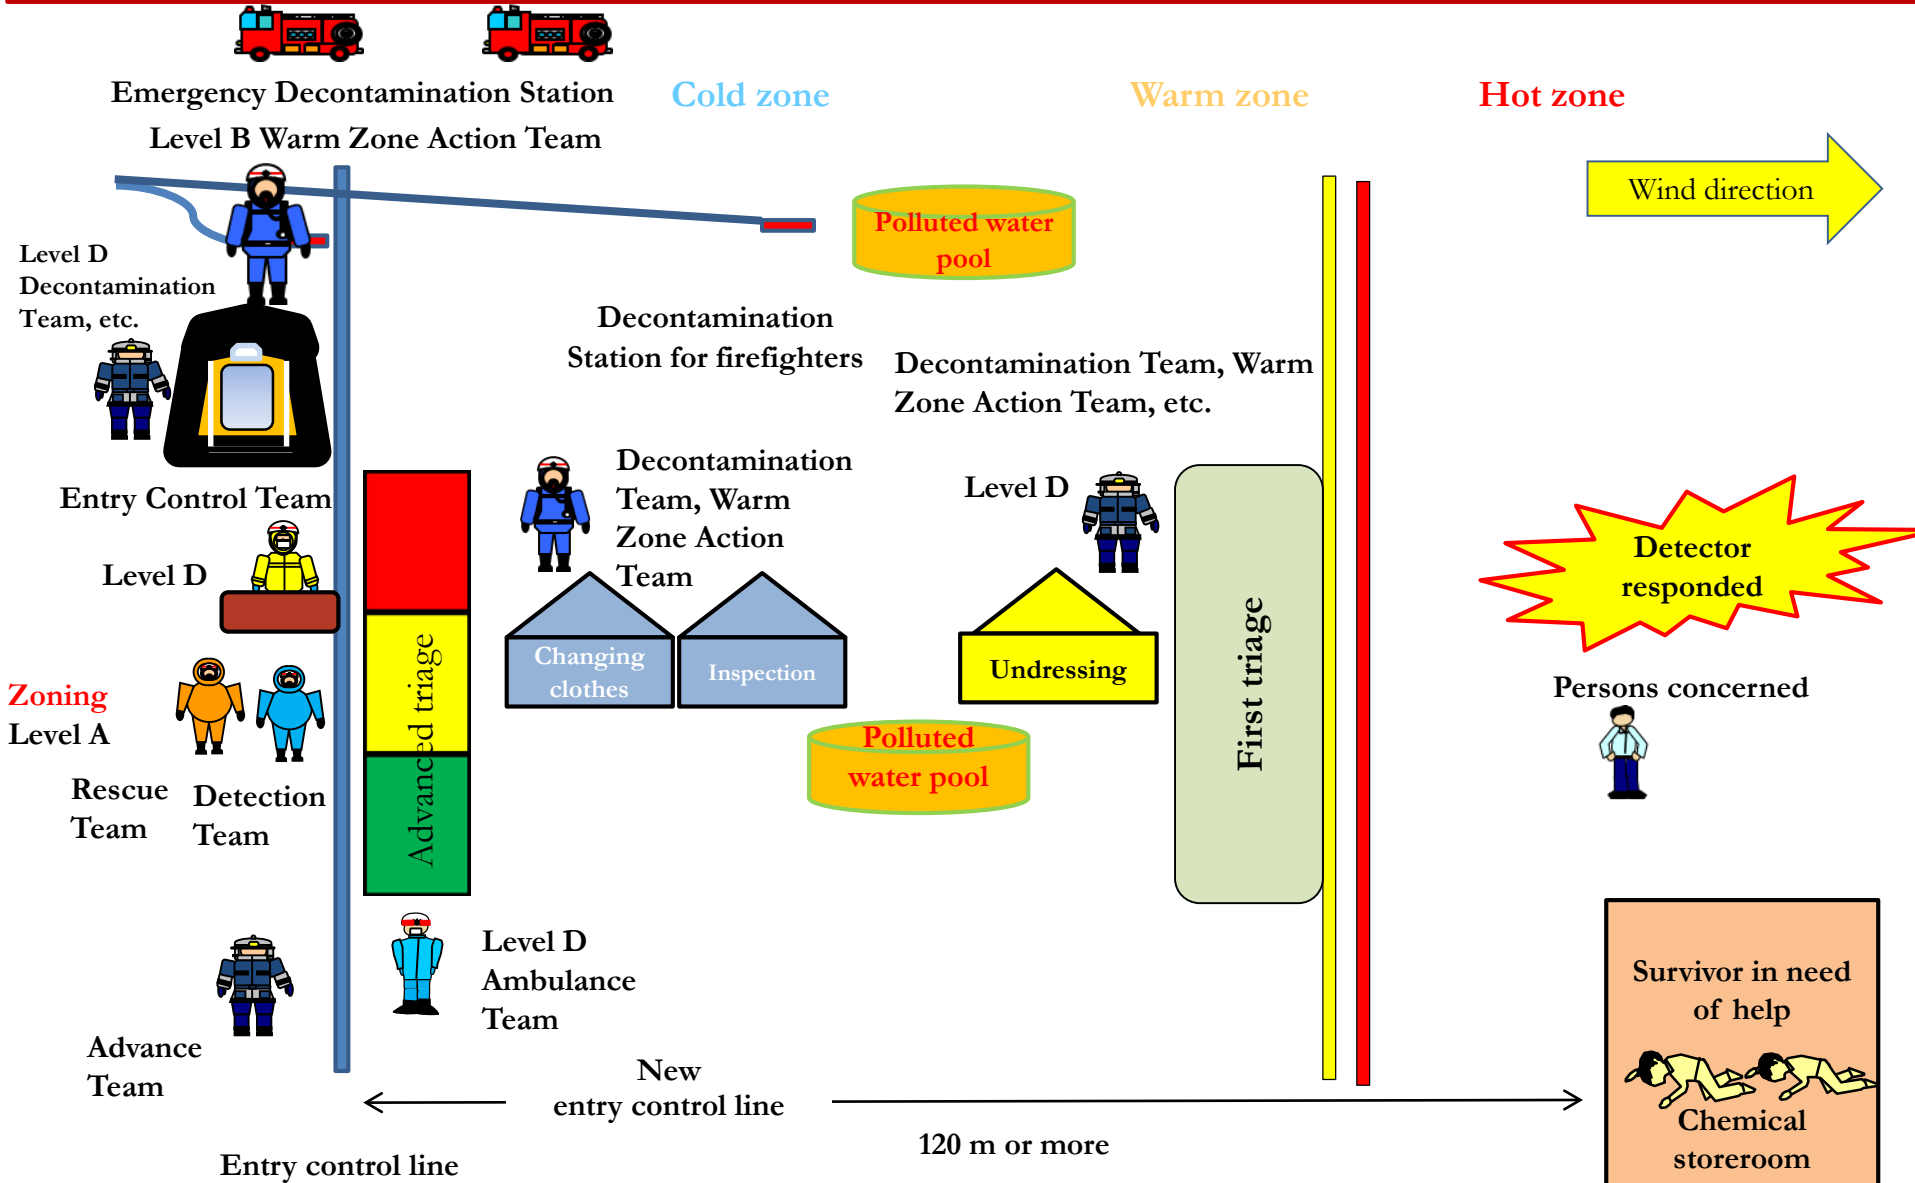 Emergency Decontamination Station
Cold zone
Warm zone
Hot zone
Level B Warm Zone Action Team
Wind direction
Polluted water
pool
Level D
Decontamination
Team, etc.
Decontamination
Station for firefighters
Decontamination Team, Warm
Zone Action Team, etc.
Entry Control Team
Decontamination
Team, Warm
Zone Action
Team
Level D
Level D
Detector
responded
Changing
clothes
Inspection
Undressing
First triage
Advanced triage
Zoning
Level A
Persons concerned
Rescue
Team
Detection
Team
Polluted
water pool
Level D
Ambulance
Team
Survivor in need
of help
Advance
Team
New
entry control line
Chemical
storeroom
120 m or more
Entry control line